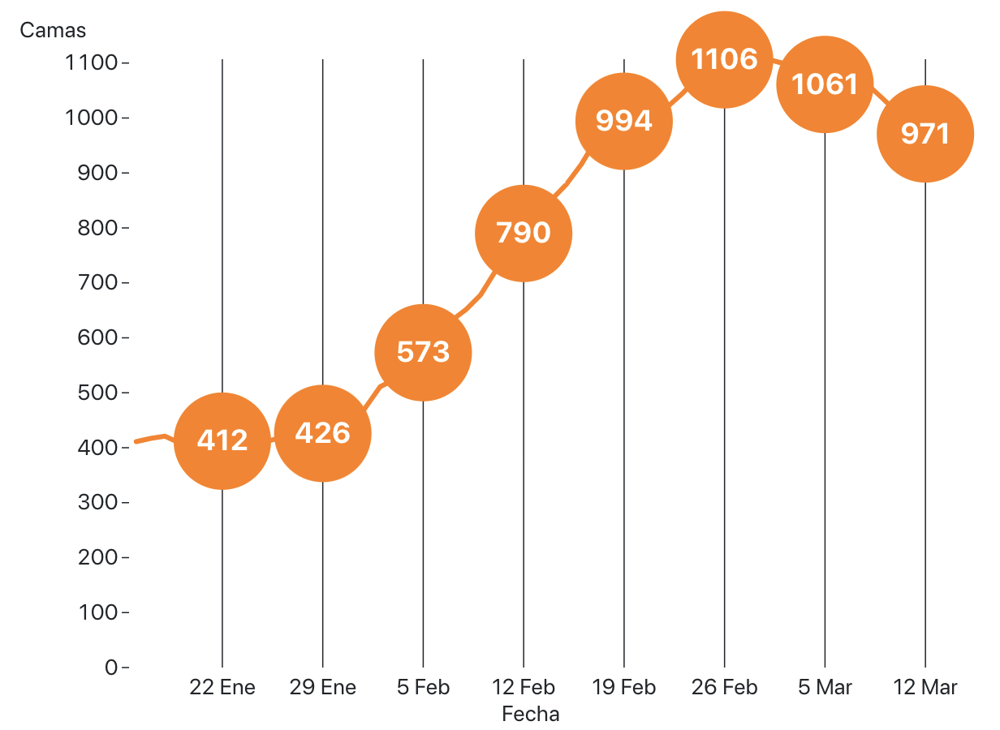 Camas
1100
1000
900
800
700
600
500
400
300
200
100
0
412
426
573
790
994
1106
1061
971
22 Ene
29 Ene
5 Feb
12 Feb
19 Feb
26 Feb
5 Mar
12 Mar
Fecha